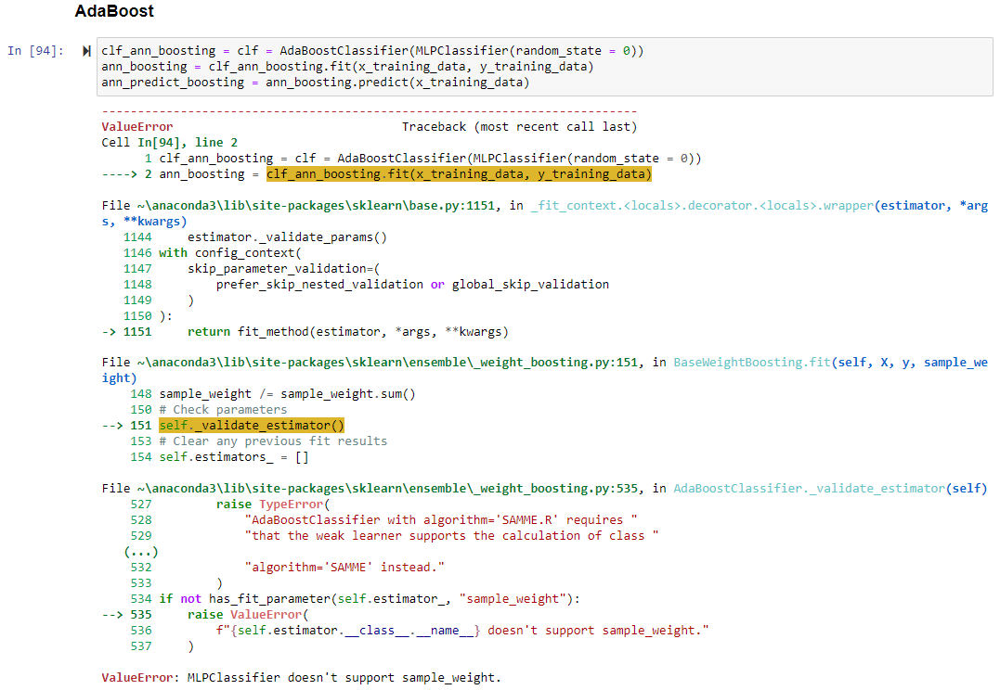 AdaBoost
In [94]: clf_ann_boosting = clf = AdaBoostClassifier(MLPClassifier(random_state = 0))
ann_boosting = clf_ann_boosting.fit(x_training_data, y_training_data)
ann_predict_boosting = ann_boosting.predict(x_training_data)
---------------------------------------------------------------------------
ValueError                                Traceback (most recent call last)
Cell In[94], line 2
      1 clf_ann_boosting = clf = AdaBoostClassifier(MLPClassifier(random_state = 0))
----> 2 ann_boosting = clf_ann_boosting.fit(x_training_data, y_training_data)
File ~\anaconda3\lib\site-packages\sklearn\base.py:1151, in _fit_context.<locals>.decorator.<locals>.wrapper(estimator, *arg
s, **kwargs)
   1144     estimator._validate_params()
   1146 with config_context(
   1147     skip_parameter_validation=(
   1148         prefer_skip_nested_validation or global_skip_validation
   1149     )
   1150 ):
-> 1151     return fit_method(estimator, *args, **kwargs)
File ~\anaconda3\lib\site-packages\sklearn\ensemble\_weight_boosting.py:151, in BaseWeightBoosting.fit(self, X, y, sample_we
ight)
    148 sample_weight /= sample_weight.sum()
    150 # Check parameters
--> 151 self._validate_estimator()
    153 # Clear any previous fit results
    154 self.estimators_ = []
File ~\anaconda3\lib\site-packages\sklearn\ensemble\_weight_boosting.py:535, in AdaBoostClassifier._validate_estimator(self)
    527         raise TypeError(
    528             "AdaBoostClassifier with algorithm='SAMME.R' requires "
    529             "that the weak learner supports the calculation of class "
   (...)
    532             "algorithm='SAMME' instead."
    533         )
    534 if not has_fit_parameter(self.estimator_, "sample_weight"):
--> 535     raise ValueError(
    536         f"{self.estimator.__class__.__name__} doesn't support sample_weight."
    537     )
ValueError: MLPClassifier doesn't support sample_weight.